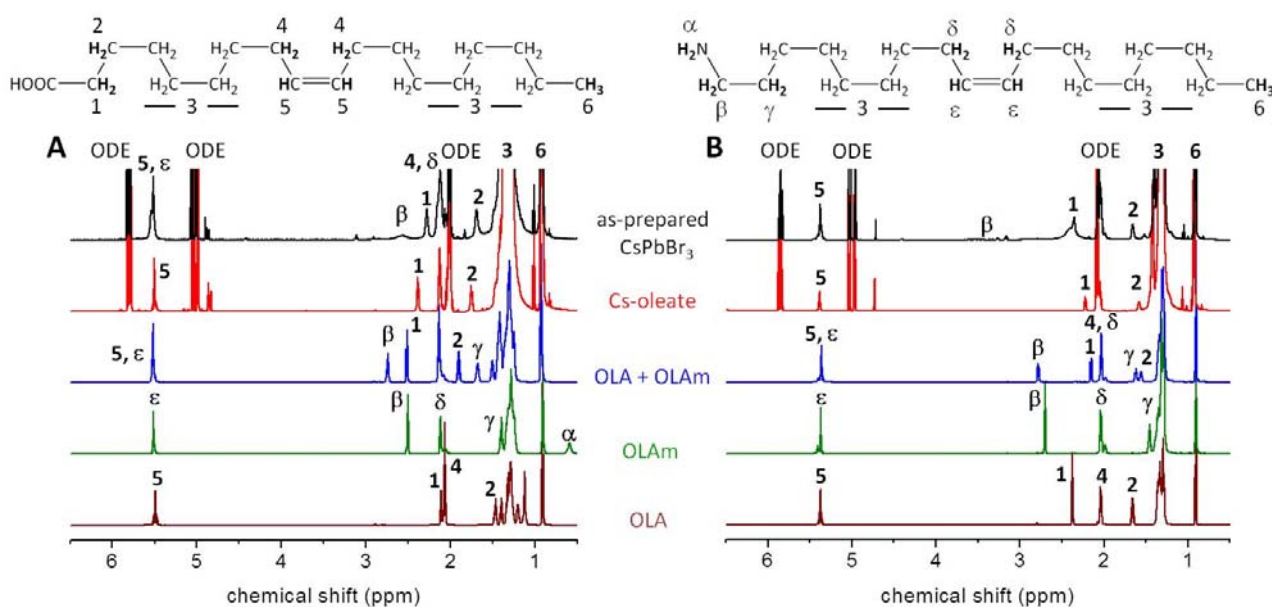 2 4 4
H₂C—CH₂ H₂C—CH₂ H₂C—CH₂ H₂C—CH₂
HOOC—CH₂ H₂C—CH₂ HC=CH H₂C—CH₂ H₂C—CH₃
1 3 5 5 3 6
α δ δ
H₂N CH₂—CH₂ H₂C—CH₂ H₂C—CH₂ H₂C—CH₂
H₂C—CH₂ H₂C—CH₂ HC=CH H₂C—CH₂ H₂C—CH₃
β γ 3 ε ε 3 6
A
ODE ODE 5, ε 4, δ ODE 3 6
β 1 2
5 1 2
5, ε β 1 2 γ
ε β δ γ α
5 1 4 2
6 5 4 3 2 1
chemical shift (ppm)
as-prepared
CsPbBr₃
Cs-oleate
OLA + OLAm
OLAm
OLA
B
ODE ODE ODE 3 6
5 β 1 2
5 1 2
5, ε β 1 4, δ γ 2
ε β δ γ
5 1 4 2
6 5 4 3 2 1
chemical shift (ppm)